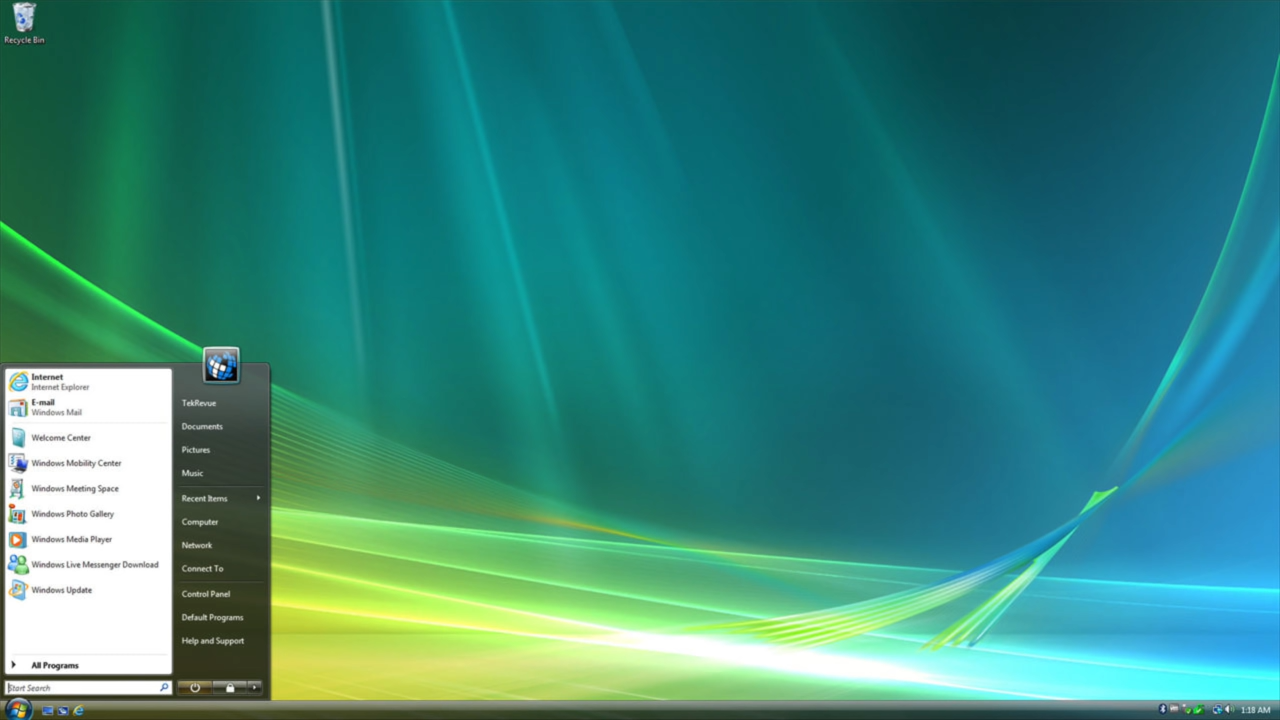 Recycle Bin
Internet
Internet Explorer
E-mail
Windows Mail
Welcome Center
Windows Mobility Center
Windows Meeting Space
Windows Photo Gallery
Windows Media Player
Windows Live Messenger Download
Windows Update
All Programs
Start Search
TekRevue
Documents
Pictures
Music
Recent Items
Computer
Network
Connect To
Control Panel
Default Programs
Help and Support
1:18 AM